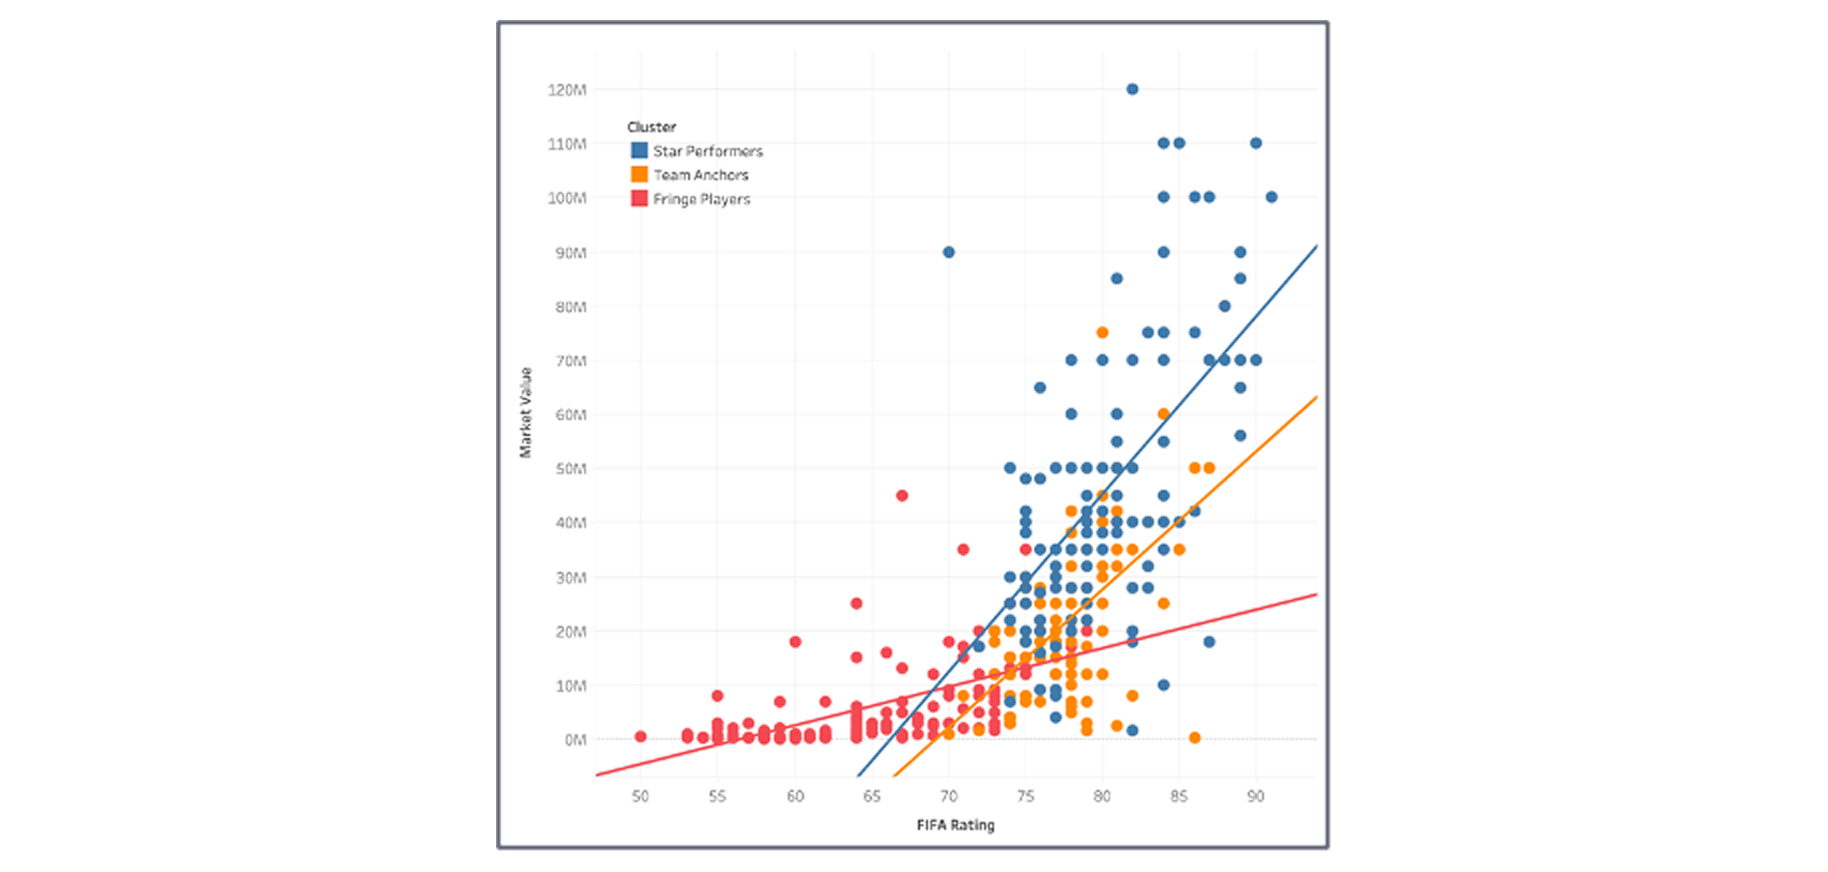 120M
Cluster
110M
Star Performers
Team Anchors
100M
Fringe Players
90M
80M
70M
Market Value
60M
50M
40M
30M
20M
10M
0M
50 55 60 65 70 75 80 85 90
FIFA Rating